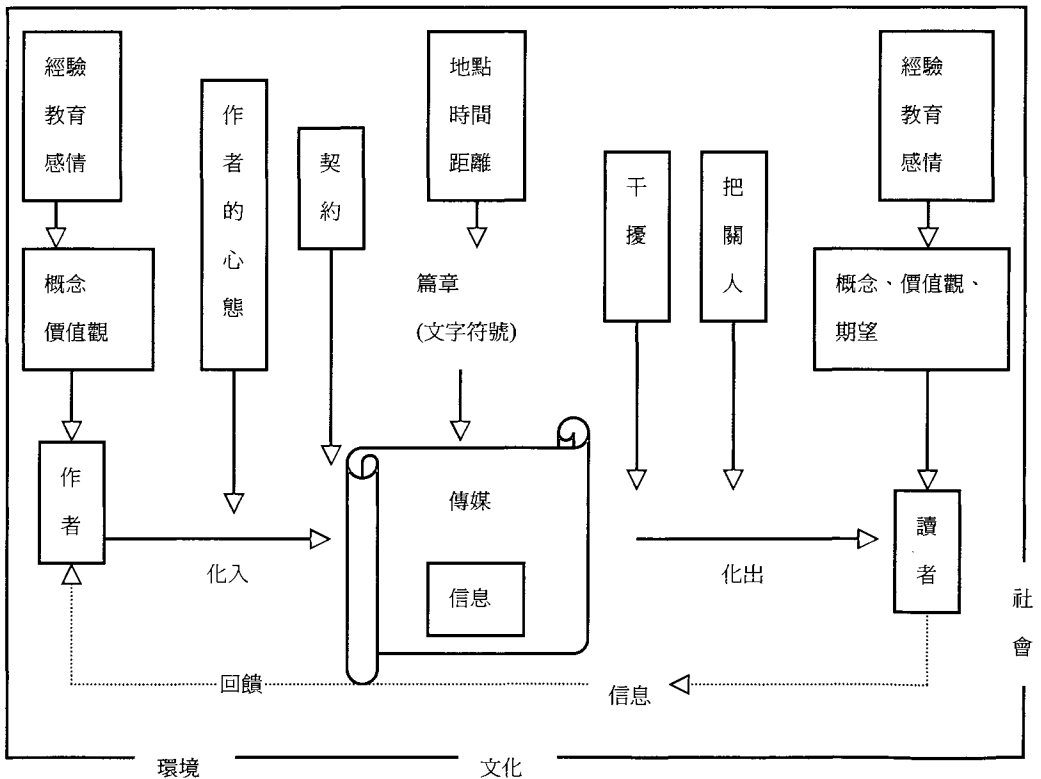 經驗
教育
感情
概念
價值觀
作者
作者的心態
契約
地點
時間
距離
篇章
(文字符號)
傳媒
信息
干擾
把關人
經驗
教育
感情
概念、價值觀、
期望
讀者
化入
化出
回饋
信息
社會
環境
文化